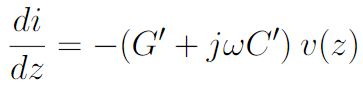 di/dz = −(G′ + jωC′) v(z)